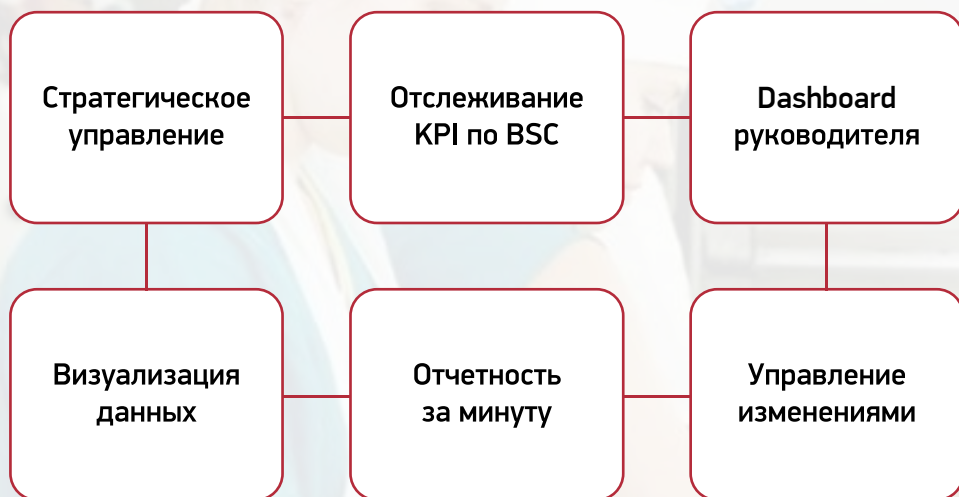 Стратегическое
управление
Отслеживание
KPI по BSC
Dashboard
руководителя
Визуализация
данных
Отчетность
за минуту
Управление
изменениями